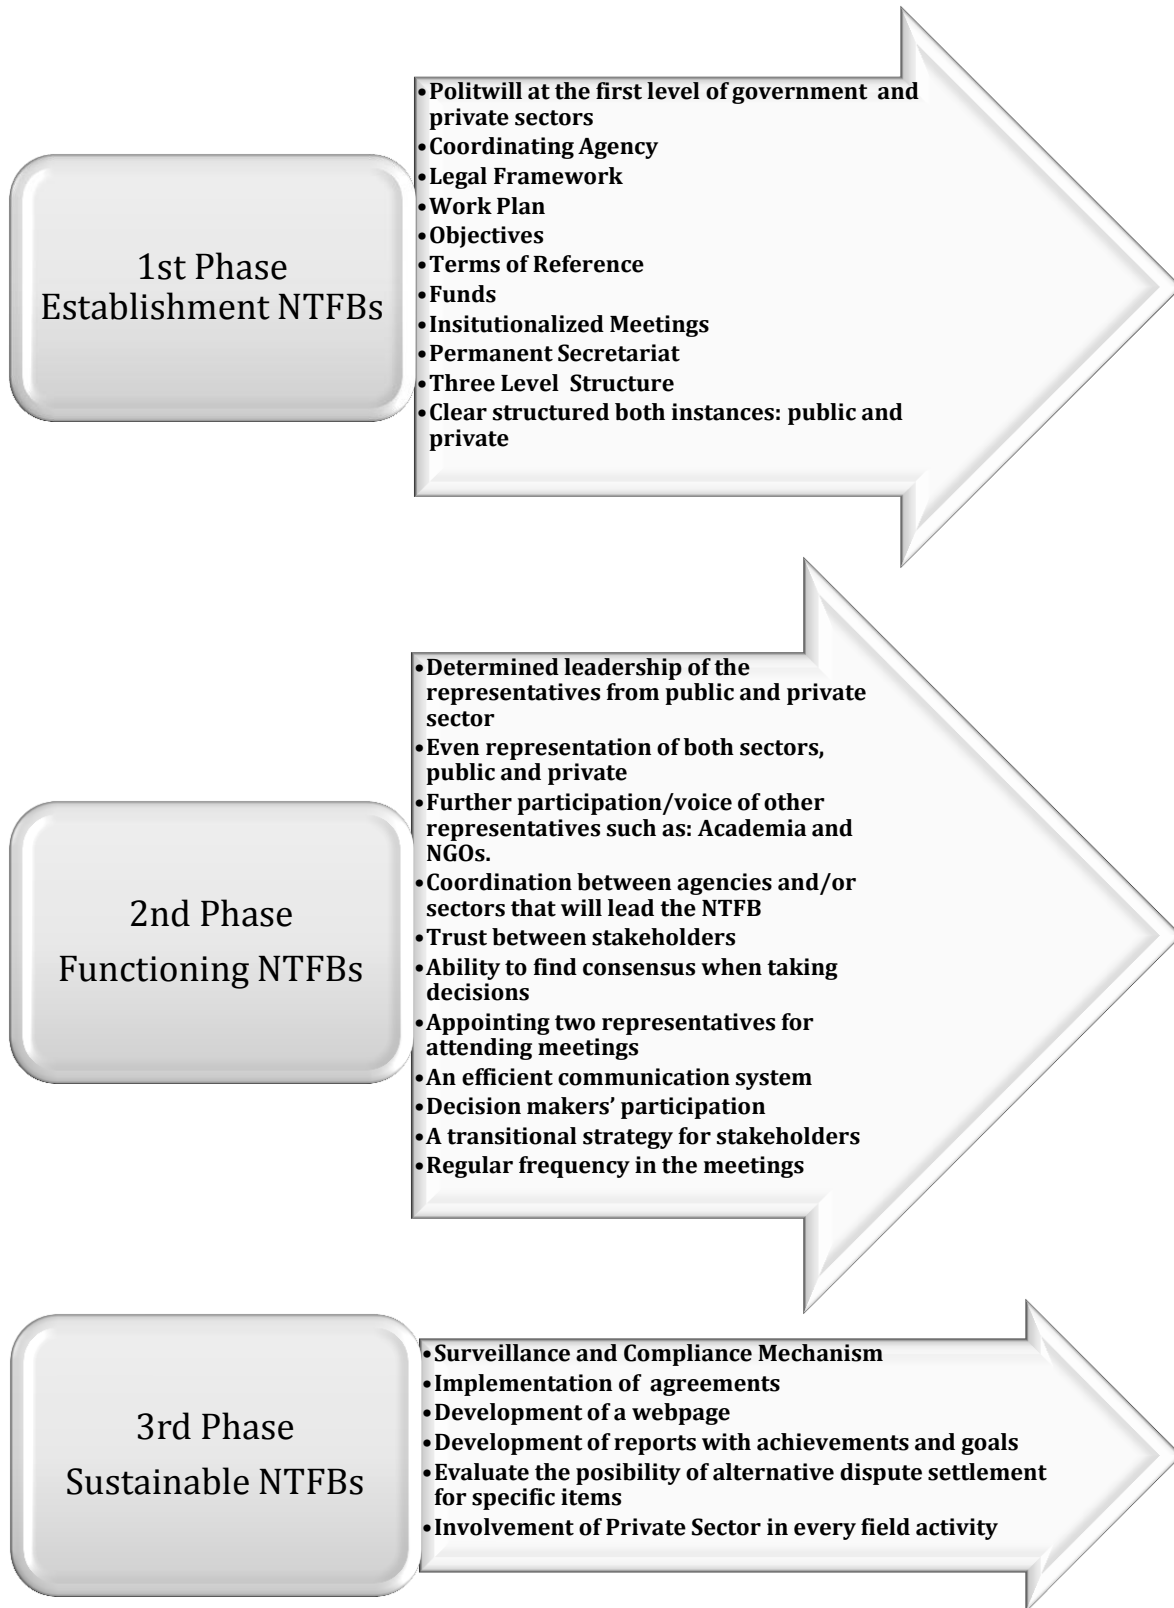 1st Phase
Establishment NTFBs
•Politwill at the first level of government and
private sectors
•Coordinating Agency
•Legal Framework
•Work Plan
•Objectives
•Terms of Reference
•Funds
•Insitutionalized Meetings
•Permanent Secretariat
•Three Level Structure
•Clear structured both instances: public and
private
2nd Phase
Functioning NTFBs
•Determined leadership of the
representatives from public and private
sector
•Even representation of both sectors,
public and private
•Further participation/voice of other
representatives such as: Academia and
NGOs.
•Coordination between agencies and/or
sectors that will lead the NTFB
•Trust between stakeholders
•Ability to find consensus when taking
decisions
•Appointing two representatives for
attending meetings
•An efficient communication system
•Decision makers’ participation
•A transitional strategy for stakeholders
•Regular frequency in the meetings
3rd Phase
Sustainable NTFBs
•Surveillance and Compliance Mechanism
•Implementation of agreements
•Development of a webpage
•Development of reports with achievements and goals
•Evaluate the posibility of alternative dispute settlement
for specific items
•Involvement of Private Sector in every field activity